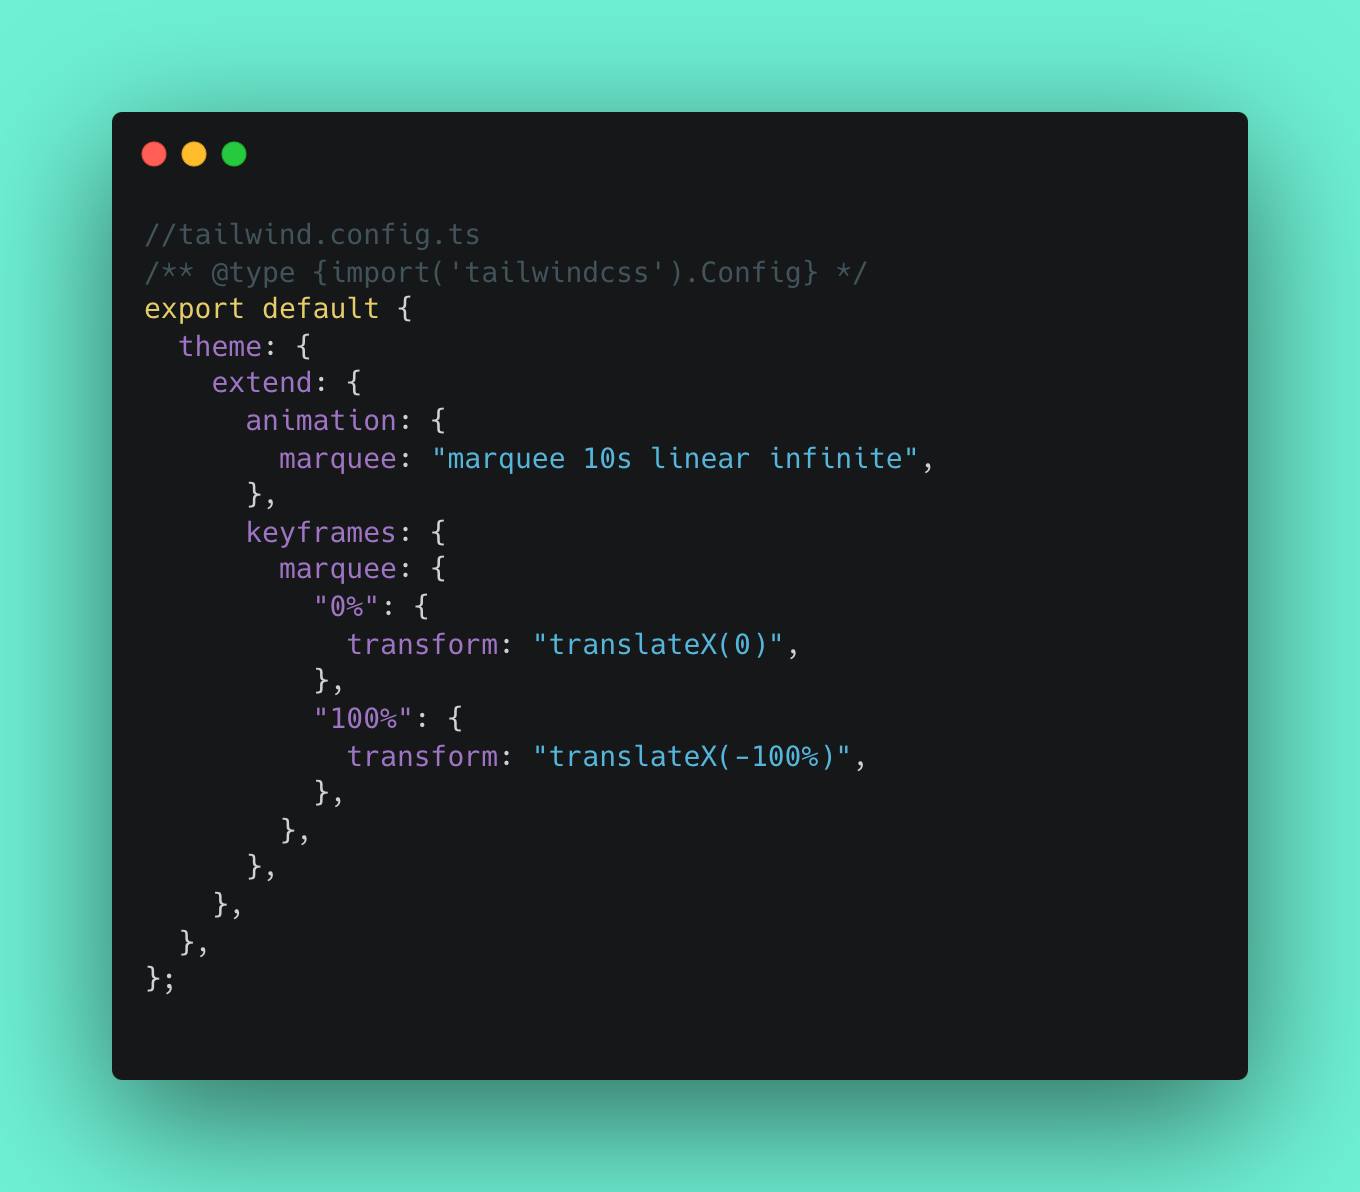 //tailwind.config.ts
/** @type {import('tailwindcss').Config} */
export default {
  theme: {
    extend: {
      animation: {
        marquee: "marquee 10s linear infinite",
      },
      keyframes: {
        marquee: {
          "0%": {
            transform: "translateX(0)",
          },
          "100%": {
            transform: "translateX(-100%)",
          },
        },
      },
    },
  },
};